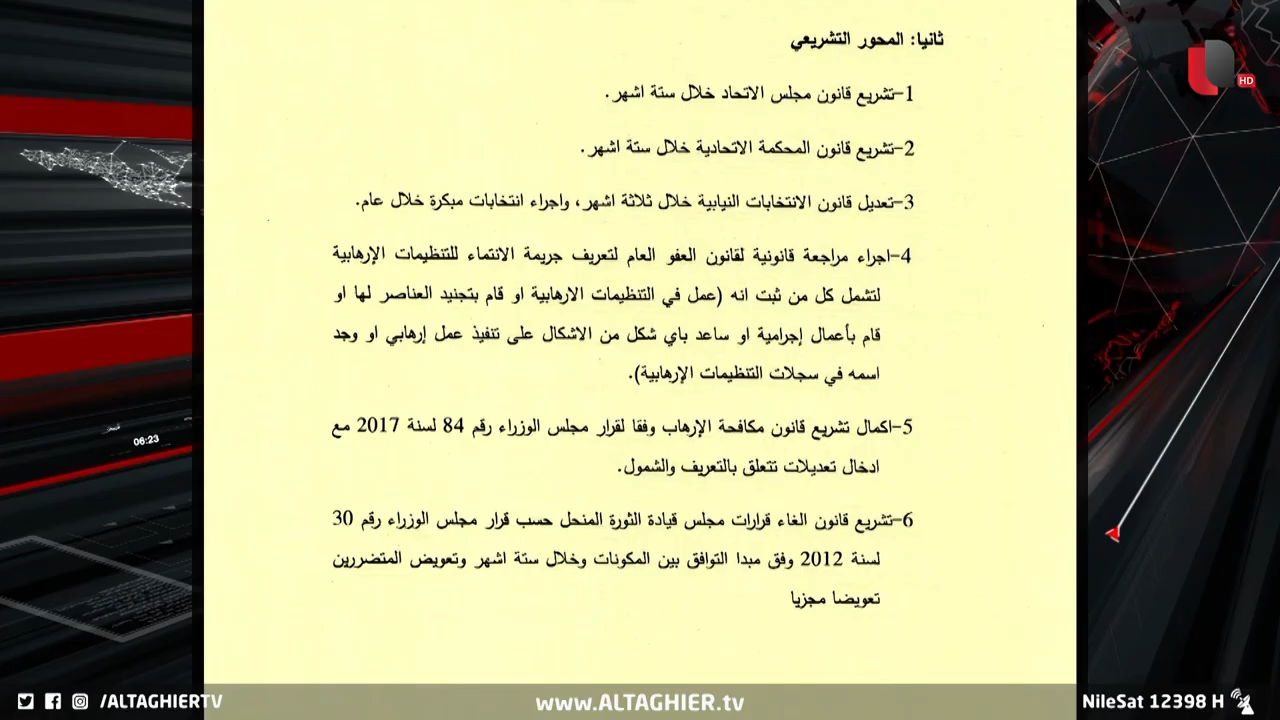 ثانيا: المحور التشريعي
HD
1-تشريع قانون مجلس الاتحاد خلال ستة اشهر.
2-تشريع قانون المحكمة الاتحادية خلال ستة اشهر.
3-تعديل قانون الانتخابات النيابية خلال ثلاثة اشهر، واجراء انتخابات مبكرة خلال عام.
4-اجراء مراجعة قانونية لقانون العفو العام لتعريف جريمة الانتماء للتنظيمات الإرهابية
لتشمل كل من ثبت انه (عمل في التنظيمات الارهابية او قام بتجنيد العناصر لها او
قام بأعمال إجرامية او ساعد باي شكل من الاشكال على تنفيذ عمل إرهابي او وجد
اسمه في سجلات التنظيمات الإرهابية).
5-اكمال تشريع قانون مكافحة الإرهاب وفقا لقرار مجلس الوزراء رقم 84 لسنة 2017 مع
ادخال تعديلات تتعلق بالتعريف والشمول.
06:23
6-تشريع قانون الغاء قرارات مجلس قيادة الثورة المنحل حسب قرار مجلس الوزراء رقم 30
لسنة 2012 وفق مبدا التوافق بين المكونات وخلال ستة اشهر وتعويض المتضررين
تعويضا مجزيا
/ALTAGHIERTV
www.ALTAGHIER.tv
NileSat 12398 H